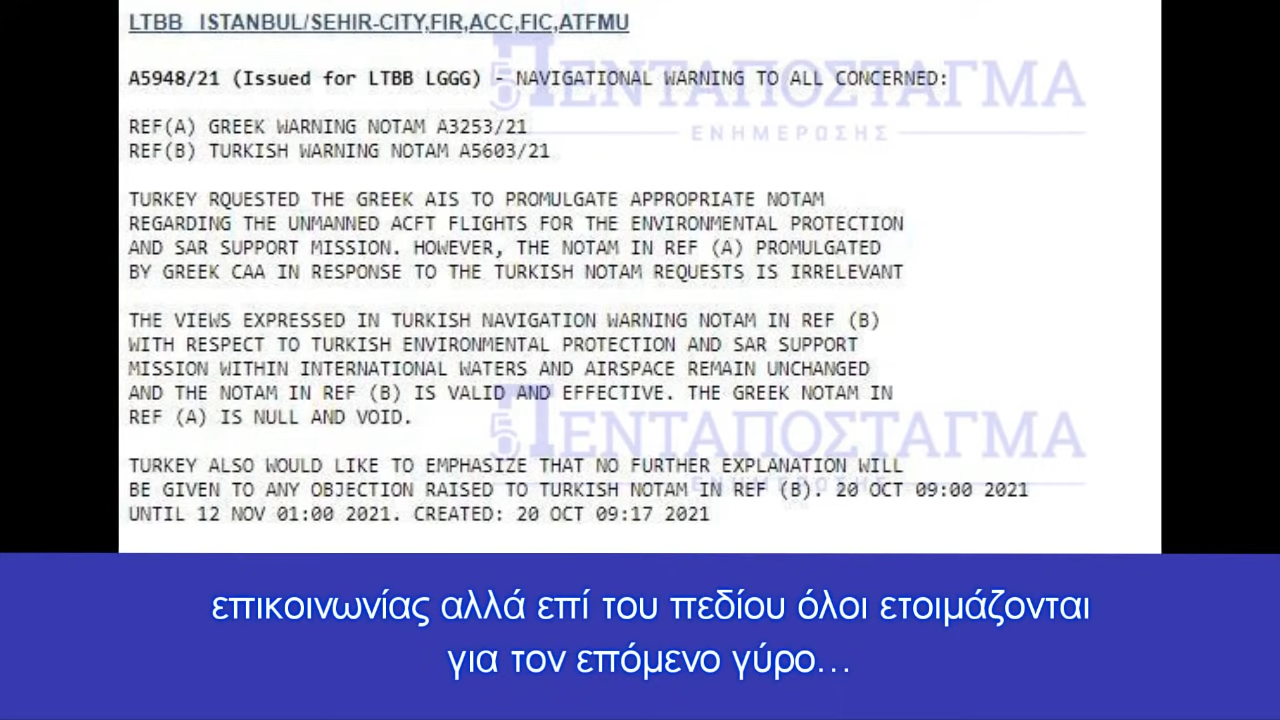 LTBB ISTANBUL/SEHIR-CITY,FIR,ACC,FIC,ATFMU
A5948/21 (Issued for LTBB LGGG) - NAVIGATIONAL WARNING TO ALL CONCERNED:
ΠΕΝΤΑΠΟΣΤΑΓΜΑ
ΕΝΗΜΕΡΩΣΗΣ
REF(A) GREEK WARNING NOTAM A3253/21
REF(B) TURKISH WARNING NOTAM A5603/21
TURKEY RQUESTED THE GREEK AIS TO PROMULGATE APPROPRIATE NOTAM
REGARDING THE UNMANNED ACFT FLIGHTS FOR THE ENVIRONMENTAL PROTECTION
AND SAR SUPPORT MISSION. HOWEVER, THE NOTAM IN REF (A) PROMULGATED
BY GREEK CAA IN RESPONSE TO THE TURKISH NOTAM REQUESTS IS IRRELEVANT
THE VIEWS EXPRESSED IN TURKISH NAVIGATION WARNING NOTAM IN REF (B)
WITH RESPECT TO TURKISH ENVIRONMENTAL PROTECTION AND SAR SUPPORT
MISSION WITHIN INTERNATIONAL WATERS AND AIRSPACE REMAIN UNCHANGED
AND THE NOTAM IN REF (B) IS VALID AND EFFECTIVE. THE GREEK NOTAM IN
REF (A) IS NULL AND VOID.
ΠΕΝΤΑΠΟΣΤΑΓΜΑ
ΕΝΗΜΕΡΩΣΗΣ
TURKEY ALSO WOULD LIKE TO EMPHASIZE THAT NO FURTHER EXPLANATION WILL
BE GIVEN TO ANY OBJECTION RAISED TO TURKISH NOTAM IN REF (B). 20 OCT 09:00 2021
UNTIL 12 NOV 01:00 2021. CREATED: 20 OCT 09:17 2021
επικοινωνίας αλλά επί του πεδίου όλοι ετοιμάζονται
για τον επόμενο γύρο…